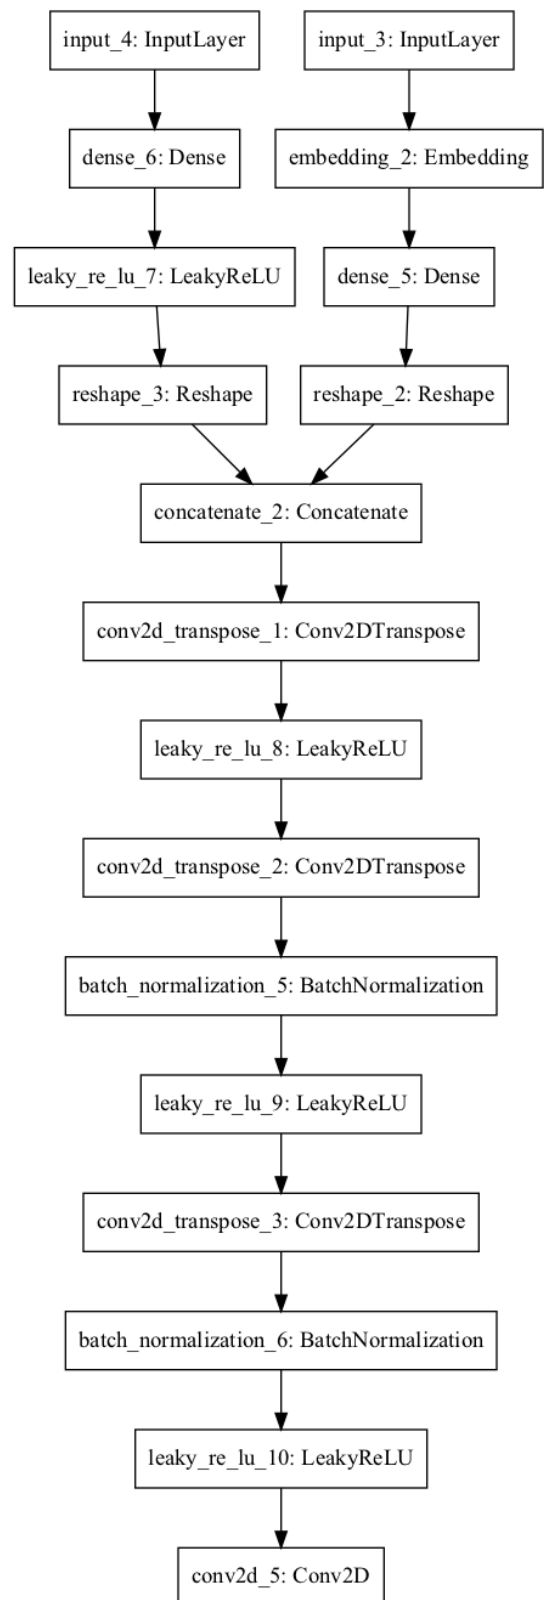 input_4: InputLayer
input_3: InputLayer
dense_6: Dense
embedding_2: Embedding
leaky_re_lu_7: LeakyReLU
dense_5: Dense
reshape_3: Reshape
reshape_2: Reshape
concatenate_2: Concatenate
conv2d_transpose_1: Conv2DTranspose
leaky_re_lu_8: LeakyReLU
conv2d_transpose_2: Conv2DTranspose
batch_normalization_5: BatchNormalization
leaky_re_lu_9: LeakyReLU
conv2d_transpose_3: Conv2DTranspose
batch_normalization_6: BatchNormalization
leaky_re_lu_10: LeakyReLU
conv2d_5: Conv2D